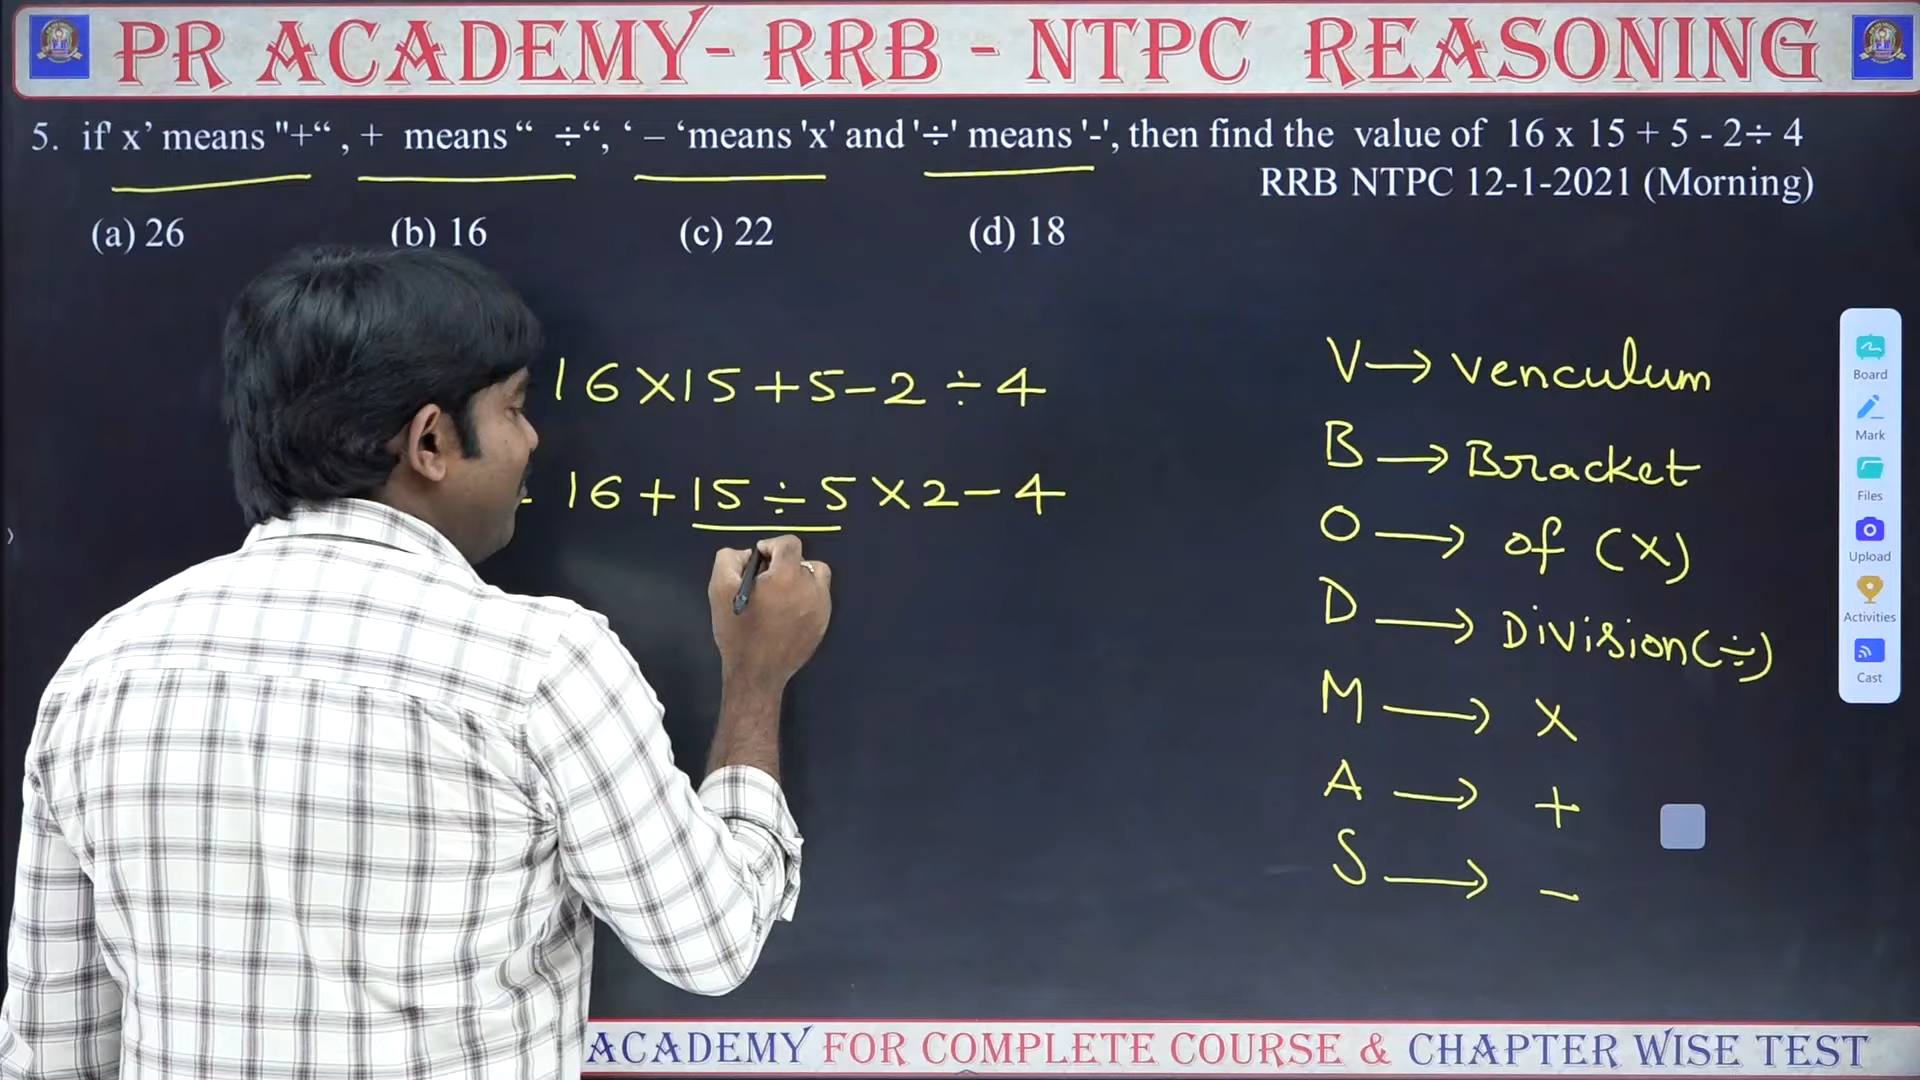 PR ACADEMY- RRB - NTPC REASONING
5. if' x' means "+“ , + means “ ÷“, ‘ – ‘means 'x' and '÷' means '-', then find the value of 16 x 15 + 5 - 2÷ 4
RRB NTPC 12-1-2021 (Morning)
(a) 26 (b) 16 (c) 22 (d) 18
16×15+5-2÷4
16+15÷5×2-4
V→ Venculum
B→ Bracket
O→ of (×)
D→ Division(÷)
M→ ×
A→ +
S→ -
Board
Mark
Files
Upload
Activities
Cast
ACADEMY FOR COMPLETE COURSE & CHAPTER WISE TEST